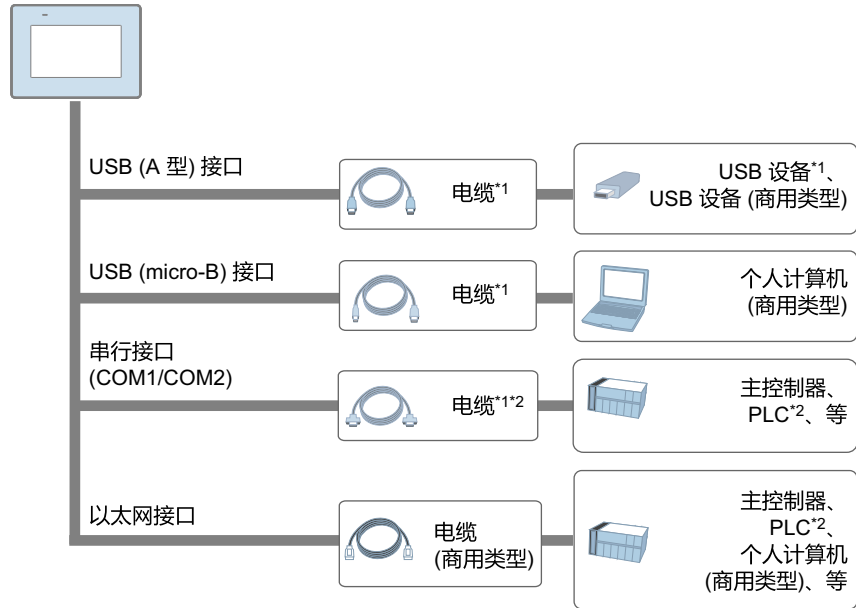 USB (A 型) 接口
电缆*1
USB 设备*1、
USB 设备 (商用类型)
USB (micro-B) 接口
电缆*1
个人计算机
(商用类型)
串行接口
(COM1/COM2)
电缆*1*2
主控制器、
PLC*2、等
以太网接口
电缆
(商用类型)
主控制器、
PLC*2、
个人计算机
(商用类型)、等